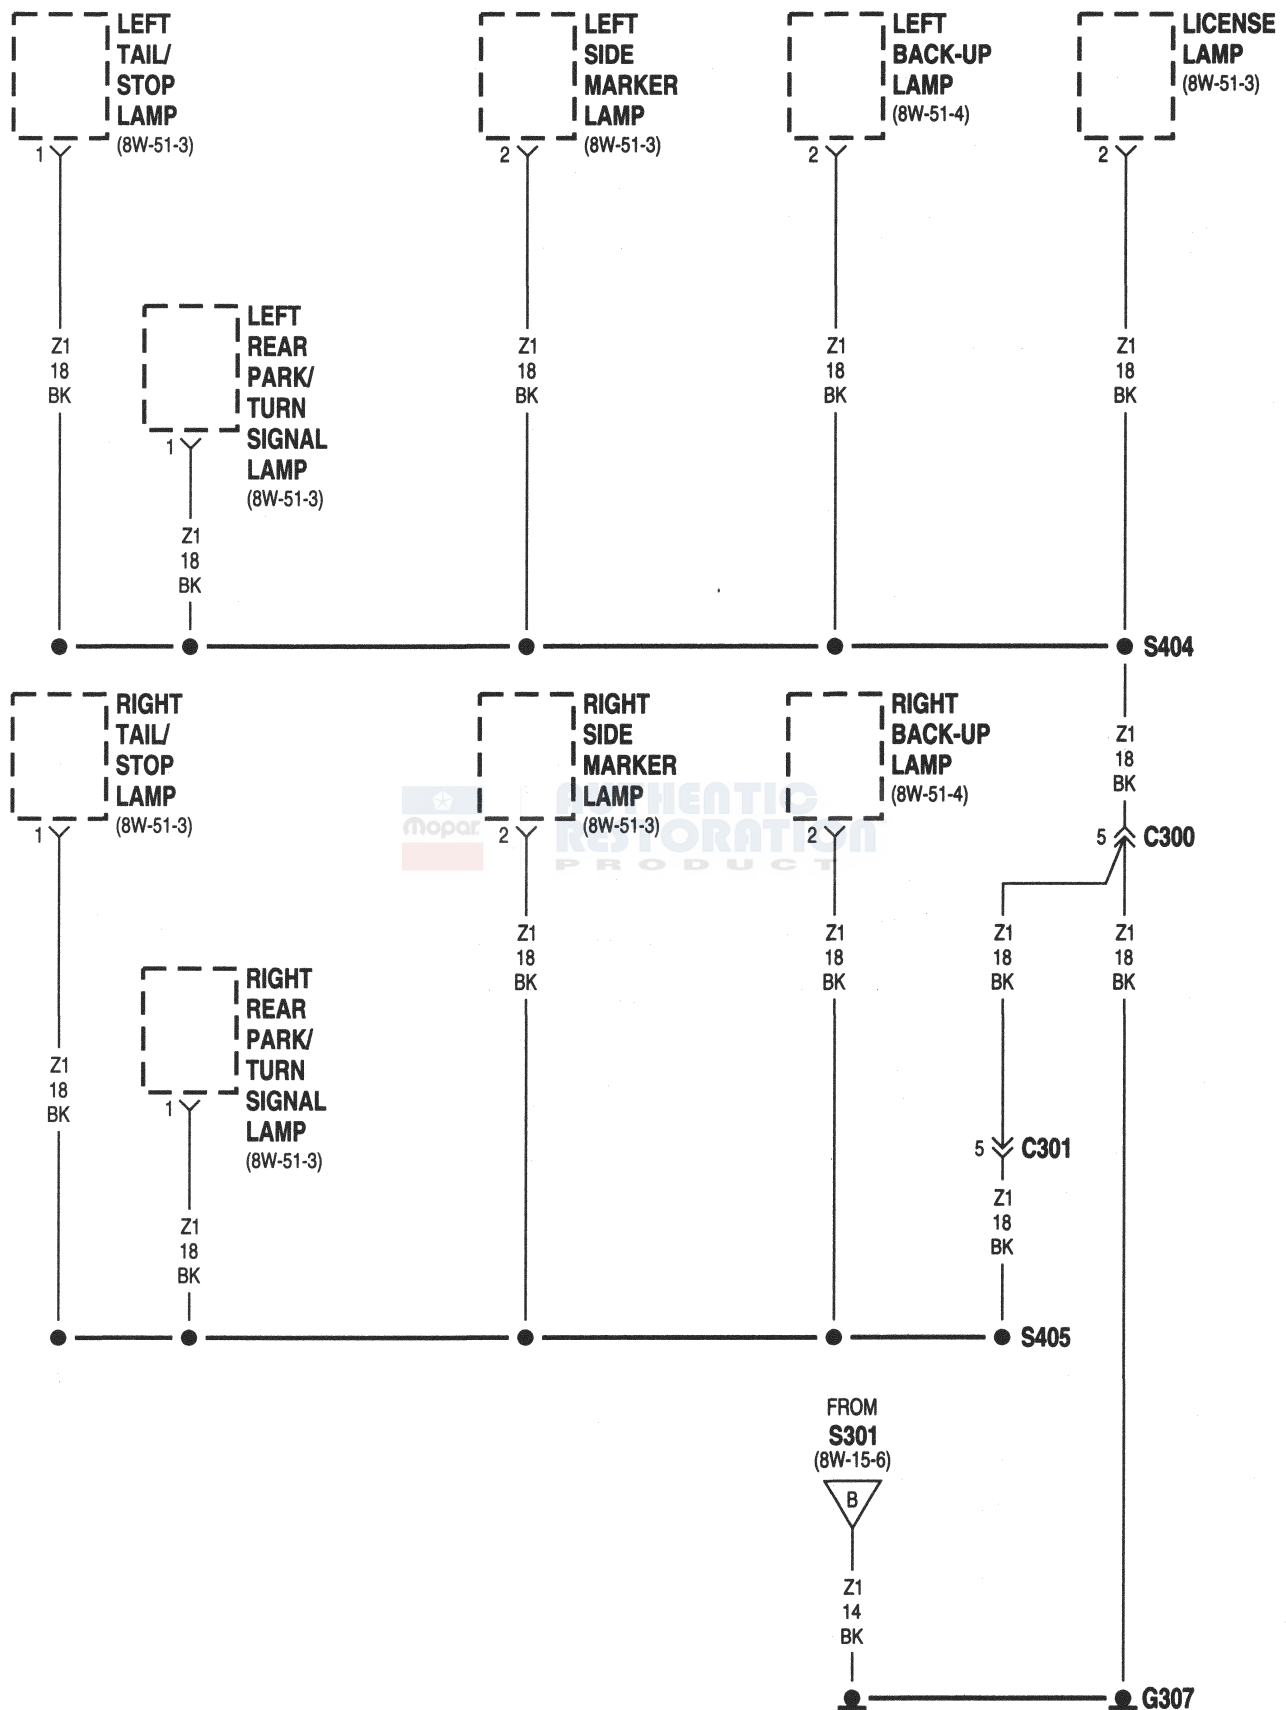 LEFT
TAIL/
STOP
LAMP
(8W-51-3)
1
LEFT
SIDE
MARKER
LAMP
(8W-51-3)
2
LEFT
BACK-UP
LAMP
(8W-51-4)
2
LICENSE
LAMP
(8W-51-3)
2
Z1
18
BK
LEFT
REAR
PARK/
TURN
SIGNAL
LAMP
(8W-51-3)
1
Z1
18
BK
Z1
18
BK
Z1
18
BK
Z1
18
BK
S404
RIGHT
TAIL/
STOP
LAMP
(8W-51-3)
1
RIGHT
SIDE
MARKER
LAMP
(8W-51-3)
2
RIGHT
BACK-UP
LAMP
(8W-51-4)
2
Z1
18
BK
5 C300
Mopar
AUTHENTIC
RESTORATION
PRODUCT
Z1
18
BK
Z1
18
BK
Z1
18
BK
Z1
18
BK
RIGHT
REAR
PARK/
TURN
SIGNAL
LAMP
(8W-51-3)
1
Z1
18
BK
Z1
18
BK
5 C301
Z1
18
BK
S405
FROM
S301
(8W-15-6)
B
Z1
14
BK
G307